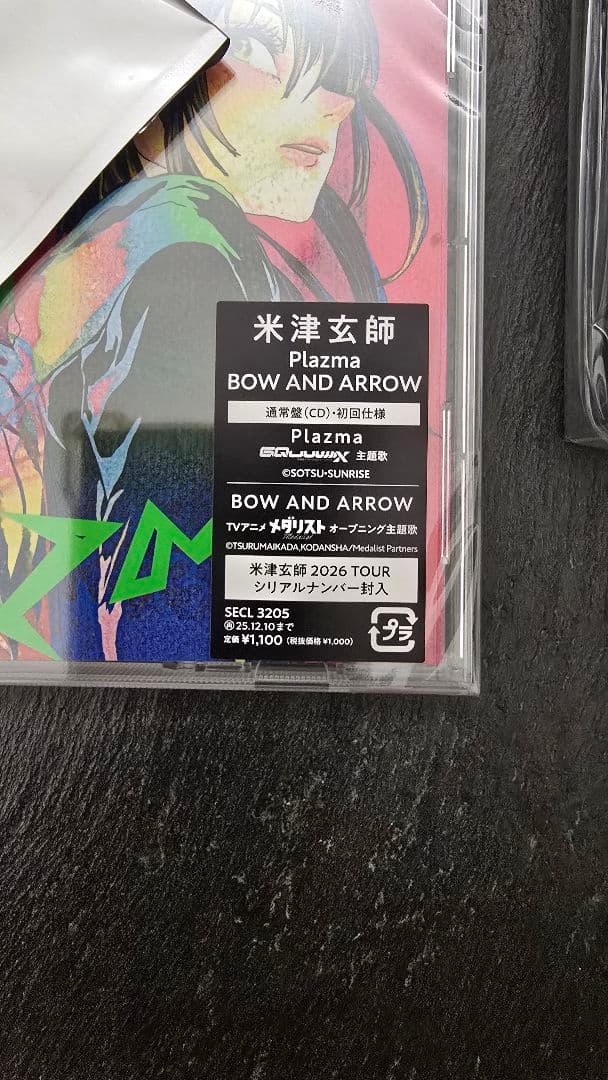 米津玄師
Plazma
BOW AND ARROW
通常盤(CD)・初回仕様
Plazma
GQuuuuuuX 主題歌
©SOTSU・SUNRISE
BOW AND ARROW
TVアニメ メダリスト オープニング主題歌
Medalist
©TSURUMAIKADA, KODANSHA/Medalist Partners
米津玄師 2026 TOUR
シリアルナンバー封入
SECL 3205
再 25.12.10まで
定価 ¥1,100 (税抜価格 ¥1,000)
プラ